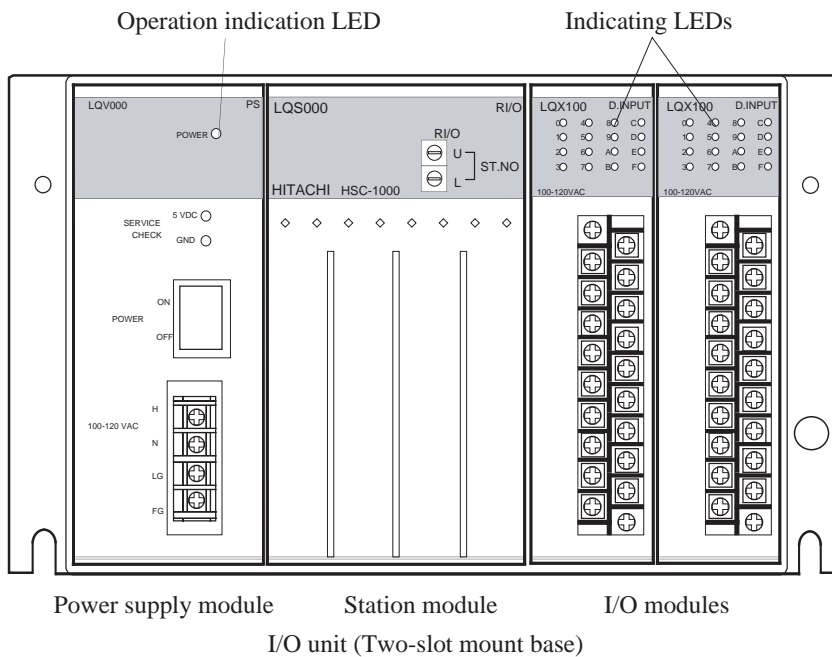 Operation indication LED
Indicating LEDs
LQV000 PS
POWER
5 VDC
SERVICE
CHECK
GND
ON
POWER
OFF
H
100-120 VAC
N
LG
FG
LQS000 RI/O
RI/O
U
ST.NO
L
HITACHI HSC-1000
LQX100 D.INPUT
0 4 8 C
1 5 9 D
2 6 A E
3 7 B F
100-120VAC
LQX100 D.INPUT
0 4 8 C
1 5 9 D
2 6 A E
3 7 B F
100-120VAC
Power supply module
Station module
I/O modules
I/O unit (Two-slot mount base)